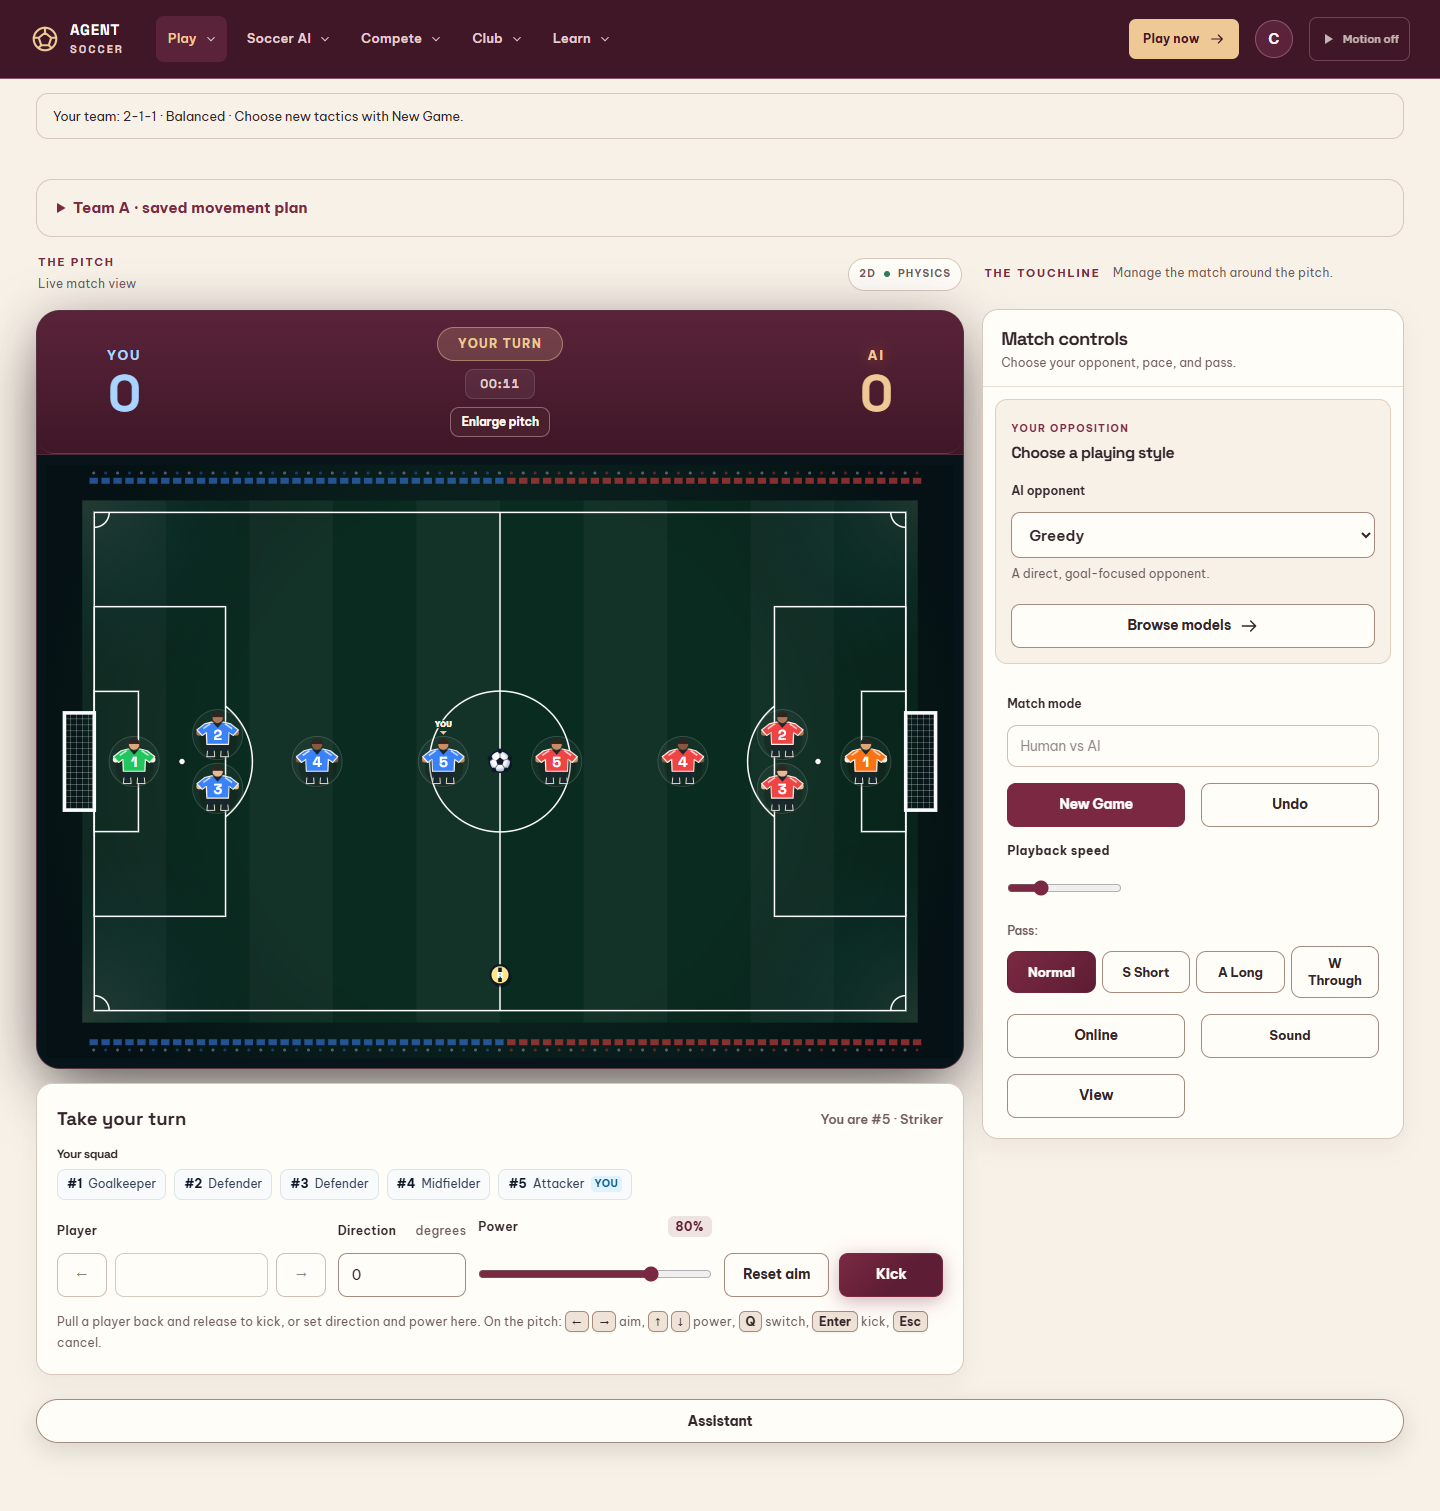 AGENT
SOCCER
Play
Soccer AI
Compete
Club
Learn
Play now →
C
Motion off
Your team: 2-1-1 · Balanced · Choose new tactics with New Game.
Team A · saved movement plan
THE PITCH
Live match view
2D ● PHYSICS
THE TOUCHLINE Manage the match around the pitch.
YOU
0
YOUR TURN
00:11
Enlarge pitch
AI
0
YOU
1
2
3
4
5
5
4
2
3
1
Match controls
Choose your opponent, pace, and pass.
YOUR OPPOSITION
Choose a playing style
AI opponent
Greedy
A direct, goal-focused opponent.
Browse models →
Match mode
Human vs AI
New Game
Undo
Playback speed
Pass:
Normal
S Short
A Long
W
Through
Online
Sound
View
Take your turn
You are #5 · Striker
Your squad
#1 Goalkeeper
#2 Defender
#3 Defender
#4 Midfielder
#5 Attacker YOU
Player
Direction degrees
Power 80%
←
→
0
Reset aim
Kick
Pull a player back and release to kick, or set direction and power here. On the pitch: ← → aim, ↑ ↓ power, Q switch, Enter kick, Esc
cancel.
Assistant